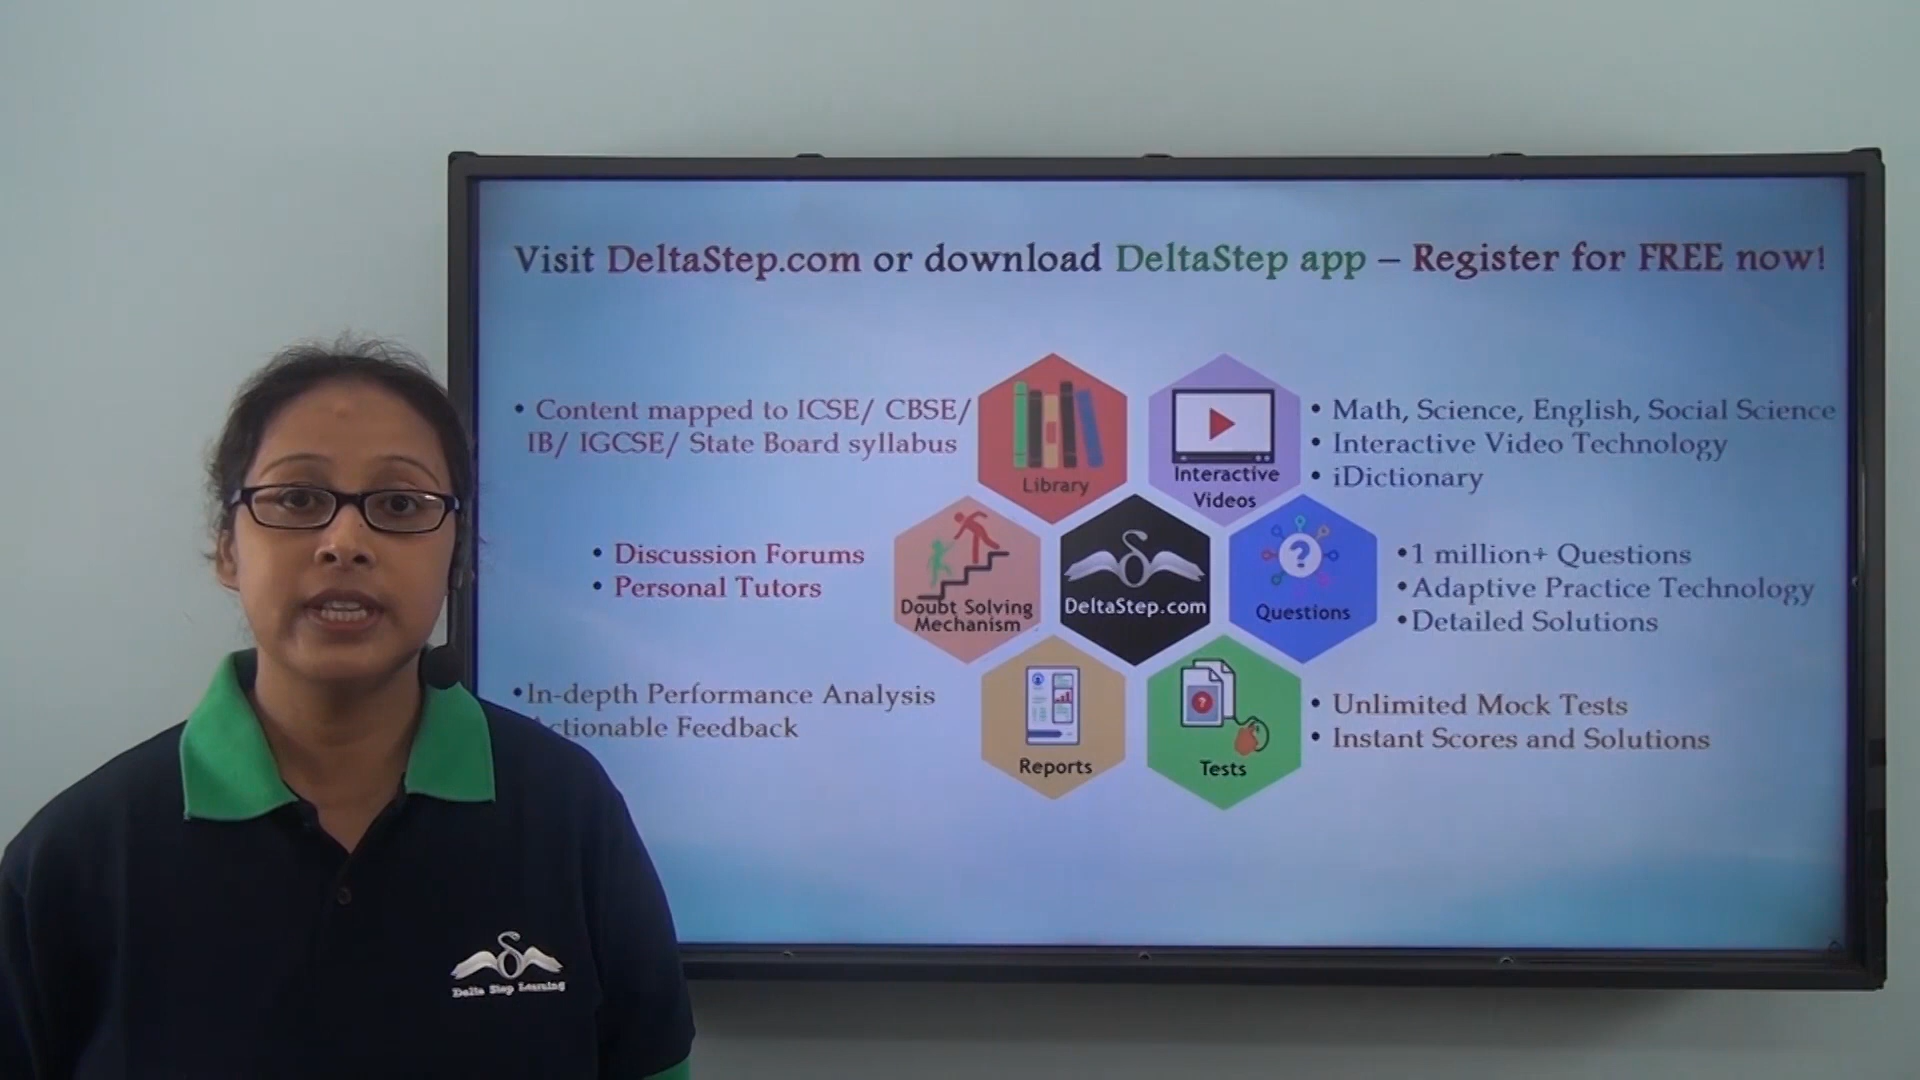 Visit DeltaStep.com or download DeltaStep app – Register for FREE now!
• Content mapped to ICSE/ CBSE/
IB/ IGCSE/ State Board syllabus
Library
Interactive
Videos
• Math, Science, English, Social Science
• Interactive Video Technology
• iDictionary
• Discussion Forums
• Personal Tutors
Doubt Solving
Mechanism
DeltaStep.com
?
Questions
•1 million+ Questions
•Adaptive Practice Technology
•Detailed Solutions
•In-depth Performance Analysis
Actionable Feedback
Reports
?
Tests
• Unlimited Mock Tests
• Instant Scores and Solutions
Delta Step Learning